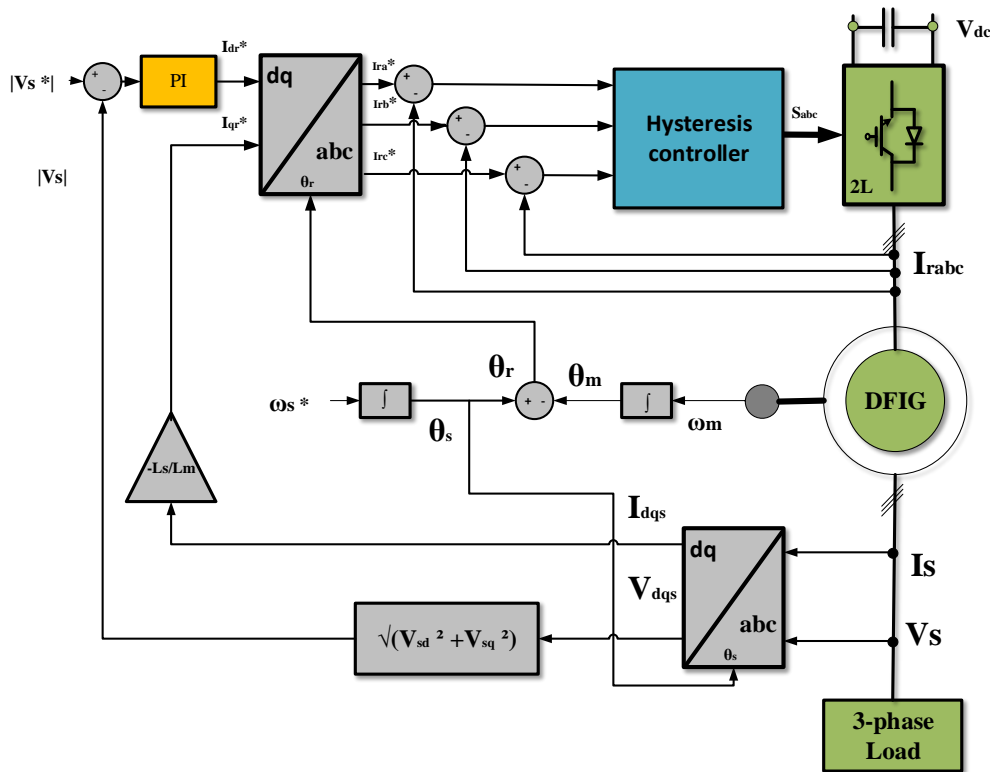 Vdc
|Vs *|
+
-
PI
Idr*
Iqr*
dq
abc
θr
Ira*
Irb*
Irc*
+
-
+
-
+
-
Hysteresis
controller
Sabc
2L
|Vs|
Irabc
θr
θm
ωs *
∫
θs
+ -
∫
ωm
DFIG
-Ls/Lm
Idqs
dq
abc
θs
Vdqs
Is
Vs
√(Vsd ² +Vsq ²)
3-phase
Load